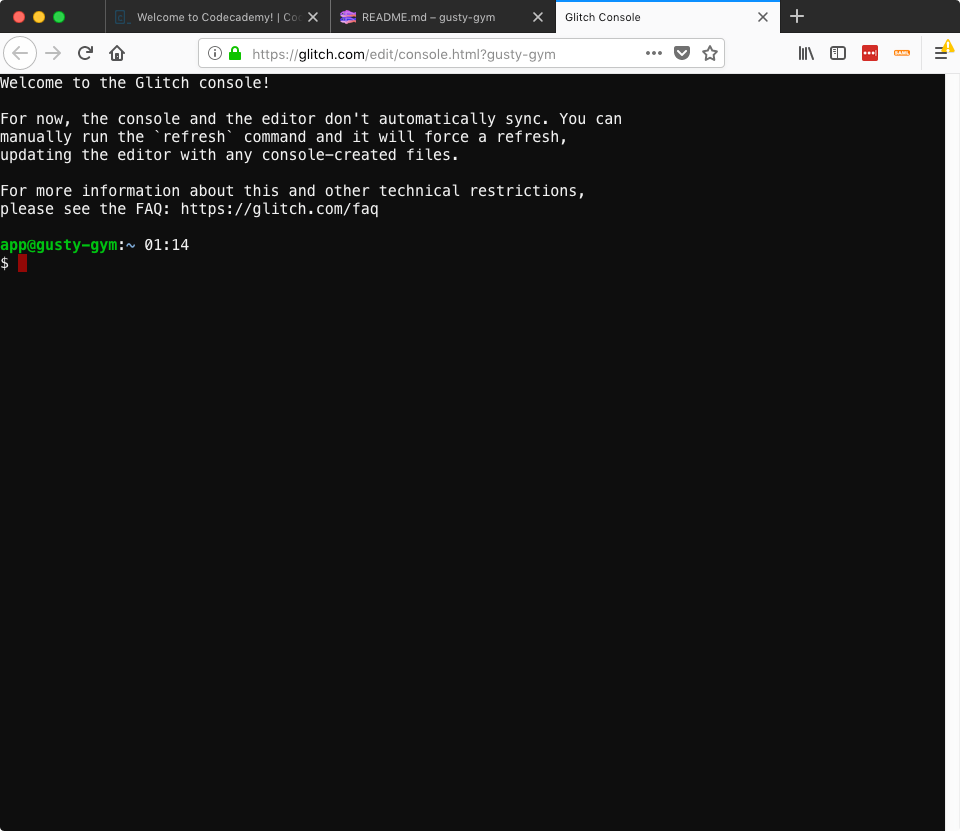 Welcome to Codecademy! | Co
README.md – gusty-gym
Glitch Console
https://glitch.com/edit/console.html?gusty-gym
Welcome to the Glitch console!
For now, the console and the editor don't automatically sync. You can
manually run the `refresh` command and it will force a refresh,
updating the editor with any console-created files.
For more information about this and other technical restrictions,
please see the FAQ: https://glitch.com/faq
app@gusty-gym:~ 01:14
$